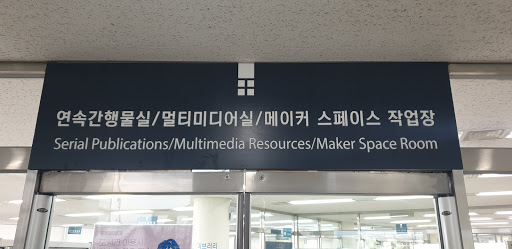 연속간행물실/멀티미디어실/메이커 스페이스 작업장
Serial Publications/Multimedia Resources/Maker Space Room